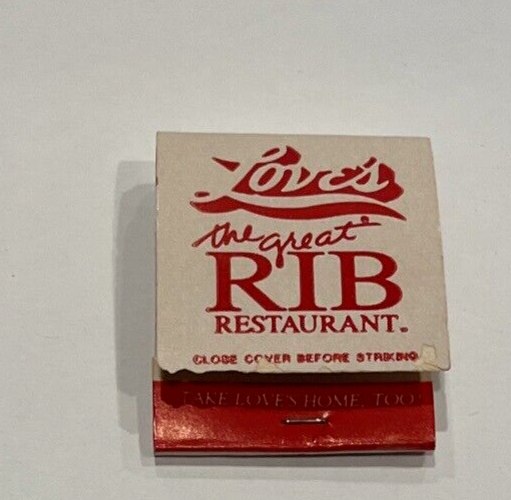 Love's
the great
RIB
RESTAURANT.
CLOSE COVER BEFORE STRIKING
TAKE LOVE'S HOME, TOO!